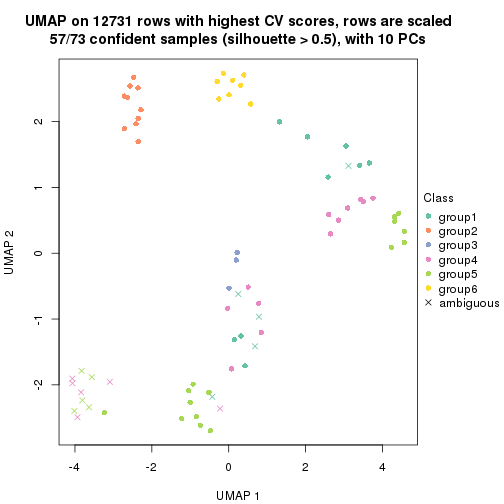 UMAP on 12731 rows with highest CV scores, rows are scaled
57/73 confident samples (silhouette > 0.5), with 10 PCs
UMAP 2
2
1
0
-1
-2
-4
-2
0
2
4
UMAP 1
Class
group1
group2
group3
group4
group5
group6
ambiguous